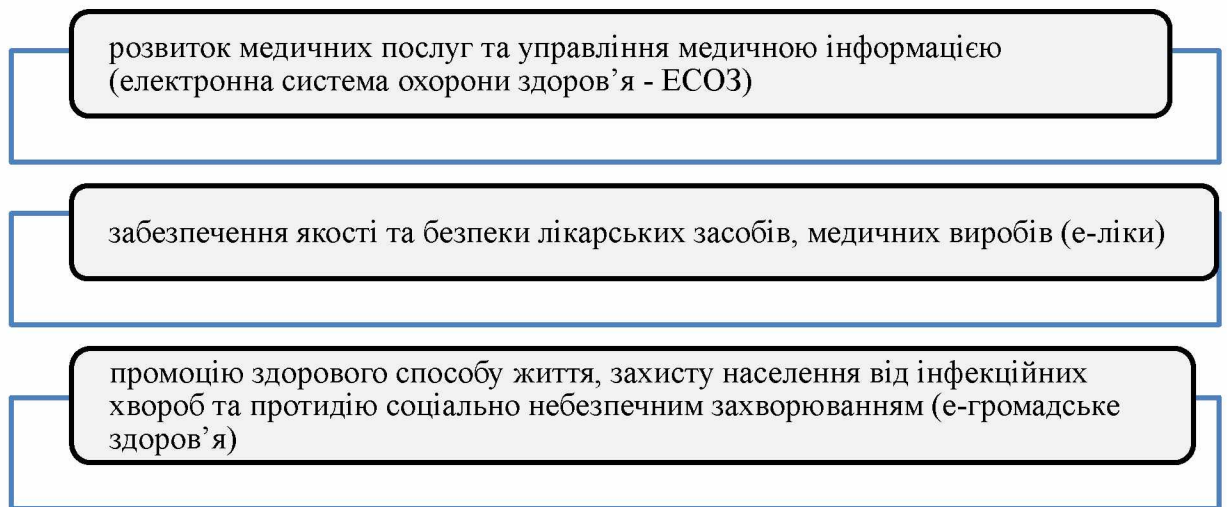 розвиток медичних послуг та управління медичною інформацією
(електронна система охорони здоров’я - ЕСОЗ)
забезпечення якості та безпеки лікарських засобів, медичних виробів (е-ліки)
промоцію здорового способу життя, захисту населення від інфекційних
хвороб та протидію соціально небезпечним захворюванням (е-громадське
здоров’я)